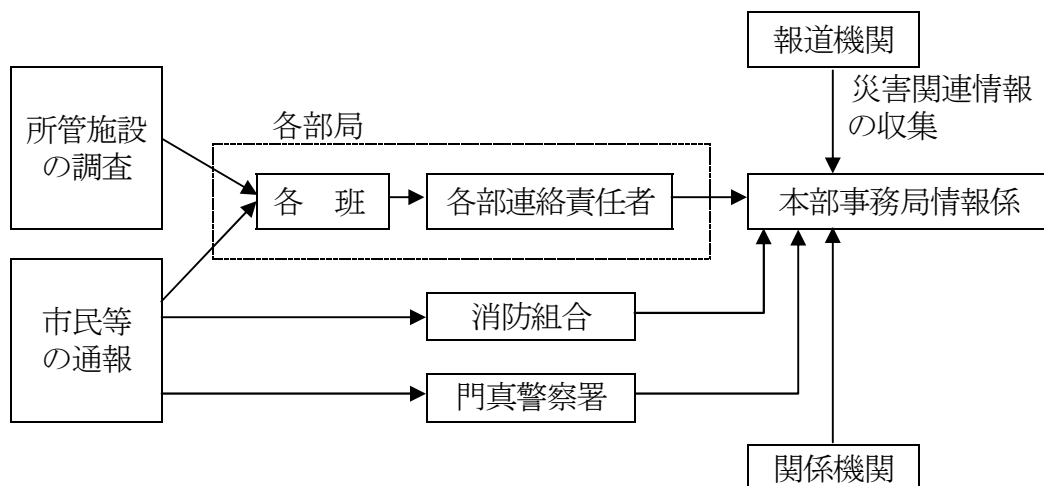 報道機関
災害関連情報
の収集
所管施設
の調査
各部局
各　班
各部連絡責任者
本部事務局情報係
市民等
の通報
消防組合
門真警察署
関係機関